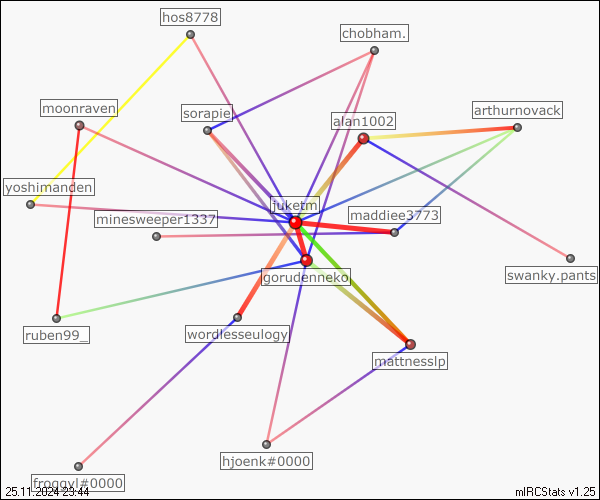 hos8778
chobham.
moonraven
sorapie
alan1002
arthurnovack
yoshimanden
minesweeper1337
juketm
maddiee3773
gorudenneko
swanky.pants
ruben99_
wordlesseulogy
mattnesslp
hjoenk#0000
froggyl#0000
25.11.2024 23:44
mIRCStats v1.25